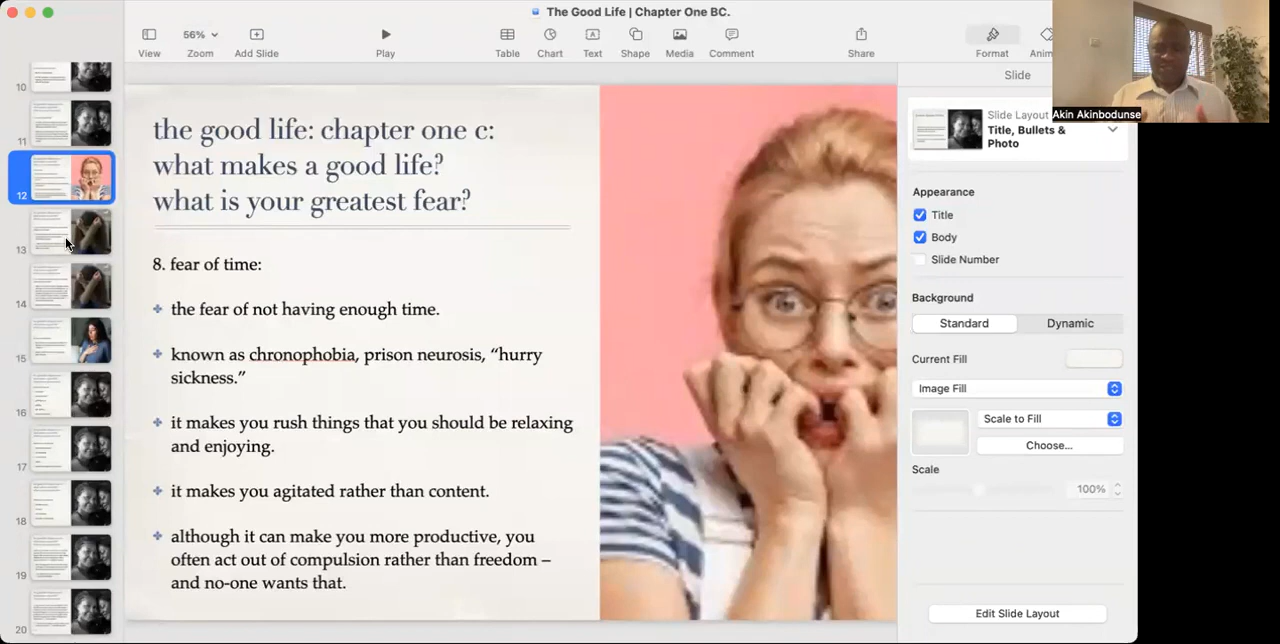 The Good Life | Chapter One BC.
56%
View
Zoom
Add Slide
Play
Table
Chart
Text
Shape
Media
Comment
Share
Format
Anim
Akin Akinbodunse
10
11
12
13
14
15
16
17
18
19
20
the good life: chapter one c:
what makes a good life?
what is your greatest fear?
8. fear of time:
the fear of not having enough time.
known as chronophobia, prison neurosis, “hurry
sickness.”
it makes you rush things that you should be relaxing
and enjoying.
it makes you agitated rather than content.
although it can make you more productive, you
often act out of compulsion rather than freedom –
and no-one wants that.
Slide
Slide Layout
Title, Bullets &
Photo
Appearance
Title
Body
Slide Number
Background
Standard
Dynamic
Current Fill
Image Fill
Scale to Fill
Choose...
Scale
100%
Edit Slide Layout